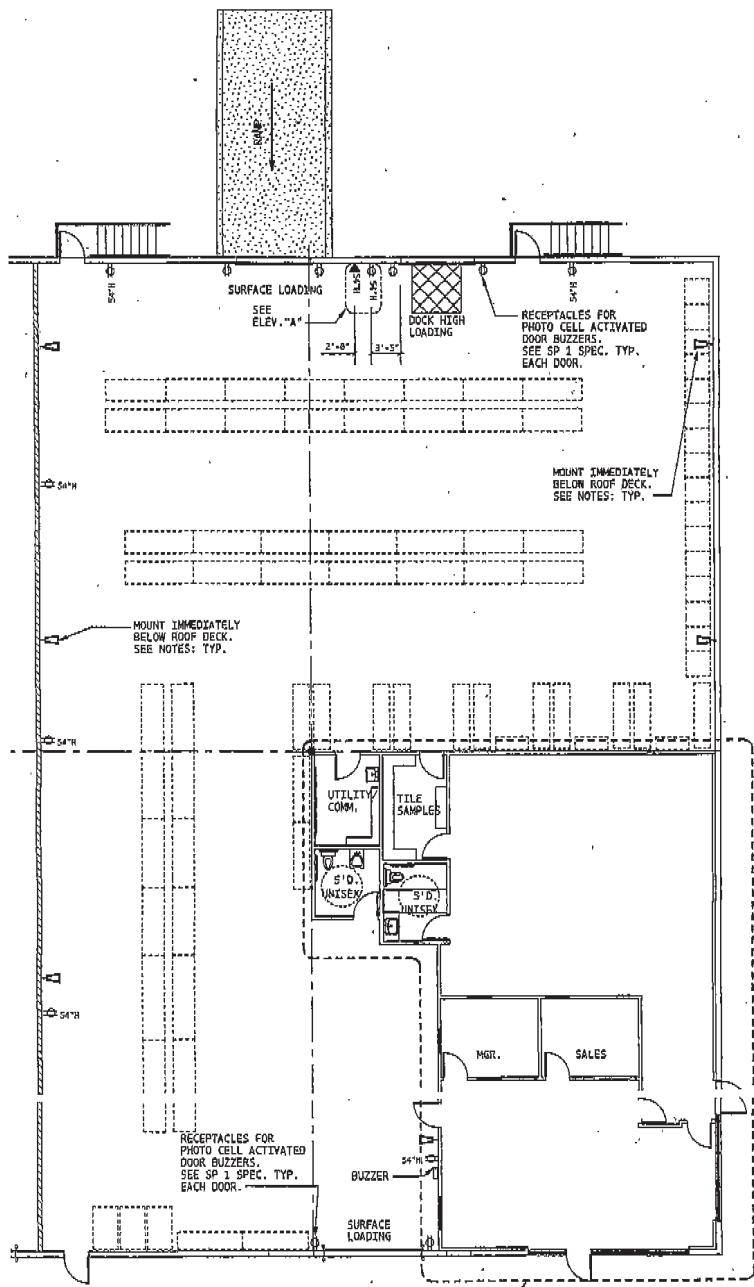 RAMP
54"H
SURFACE LOADING
SEE
ELEV."A"
54"H
54"H
2'-8"
3'-5"
DOCK HIGH
LOADING
54"H
RECEPTACLES FOR
PHOTO CELL ACTIVATED
DOOR BUZZERS.
SEE SP 1 SPEC. TYP.
EACH DOOR.
54"H
MOUNT IMMEDIATELY
BELOW ROOF DECK.
SEE NOTES: TYP.
MOUNT IMMEDIATELY
BELOW ROOF DECK.
SEE NOTES: TYP.
54"H
UTILITY/
COMM.
TILE
SAMPLES
5'D.
UNISEX
5'D.
UNISEX
54"H
MGR.
SALES
RECEPTACLES FOR
PHOTO CELL ACTIVATED
DOOR BUZZERS.
SEE SP 1 SPEC. TYP.
EACH DOOR.
54"H
BUZZER
SURFACE
LOADING